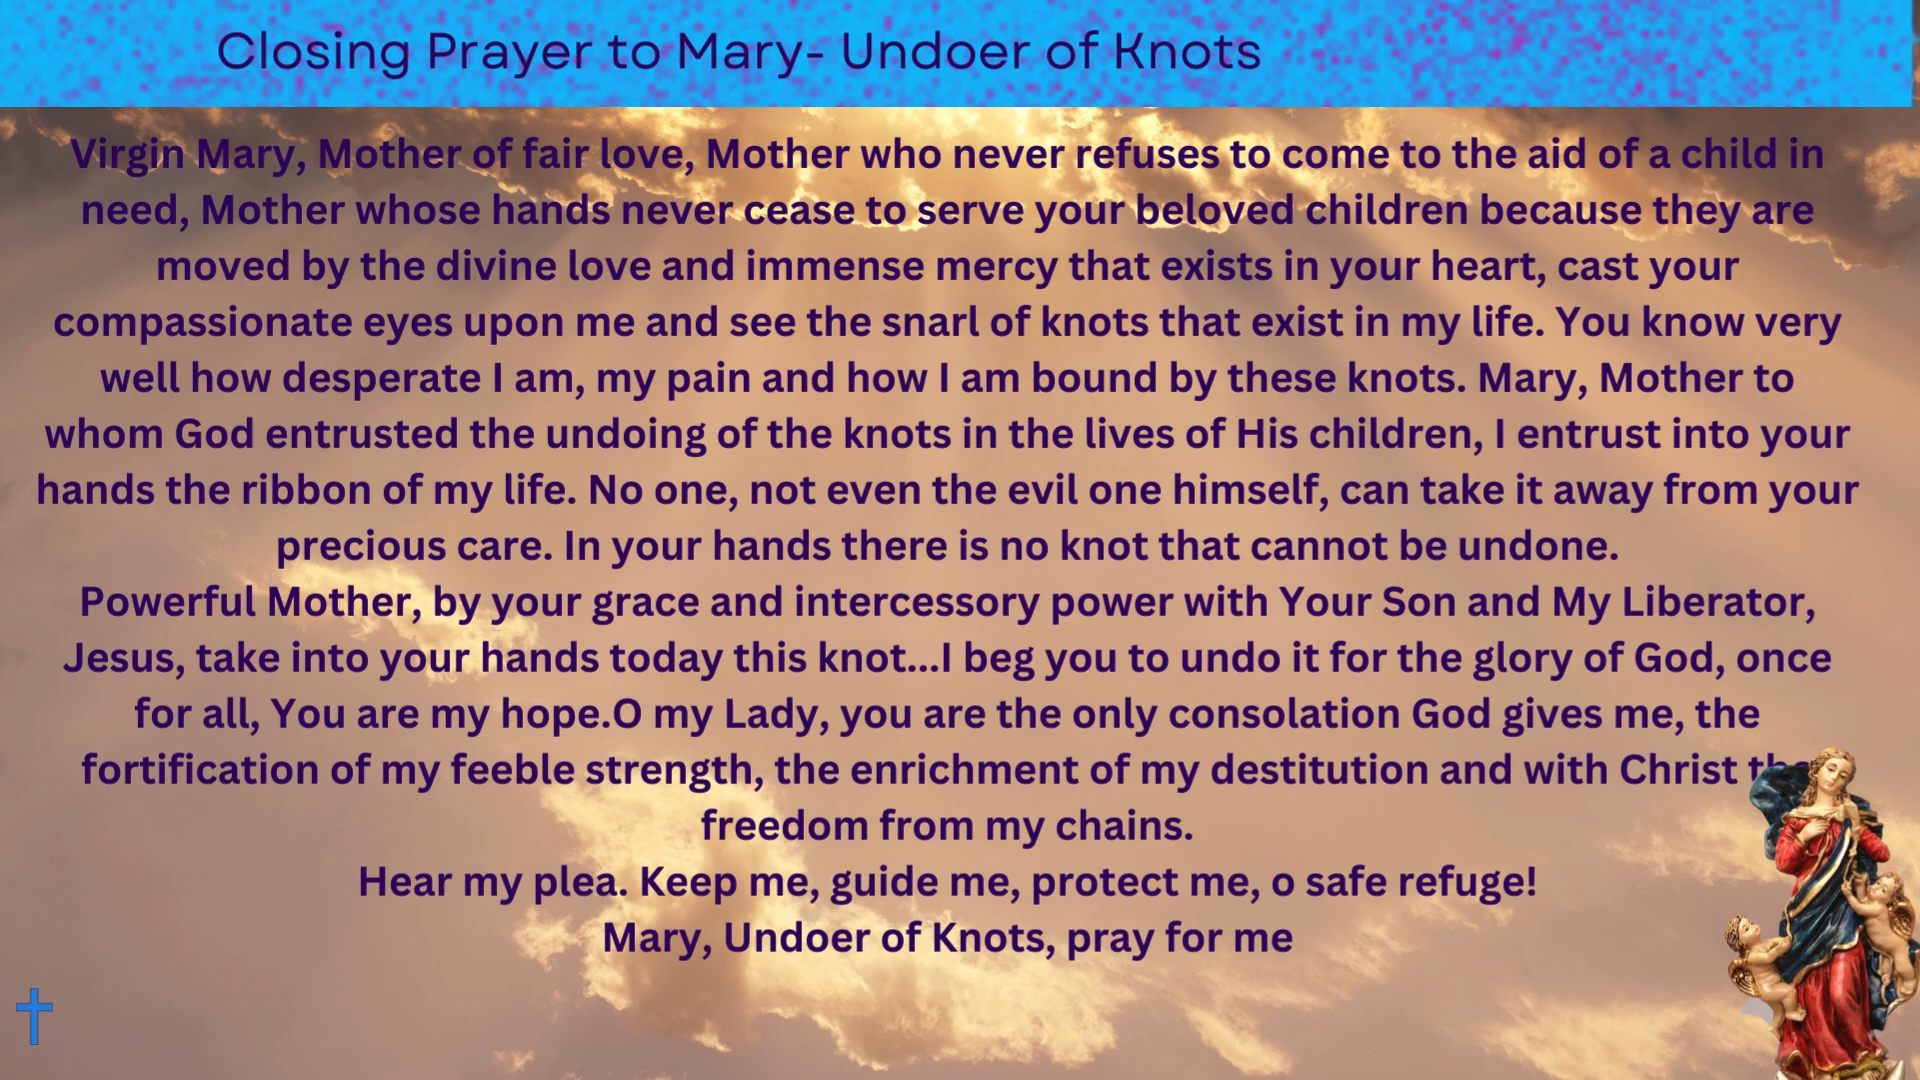 Closing Prayer to Mary- Undoer of Knots
Virgin Mary, Mother of fair love, Mother who never refuses to come to the aid of a child in
need, Mother whose hands never cease to serve your beloved children because they are
moved by the divine love and immense mercy that exists in your heart, cast your
compassionate eyes upon me and see the snarl of knots that exist in my life. You know very
well how desperate I am, my pain and how I am bound by these knots. Mary, Mother to
whom God entrusted the undoing of the knots in the lives of His children, I entrust into your
hands the ribbon of my life. No one, not even the evil one himself, can take it away from your
precious care. In your hands there is no knot that cannot be undone.
Powerful Mother, by your grace and intercessory power with Your Son and My Liberator,
Jesus, take into your hands today this knot...I beg you to undo it for the glory of God, once
for all, You are my hope.O my Lady, you are the only consolation God gives me, the
fortification of my feeble strength, the enrichment of my destitution and with Christ
freedom from my chains.
Hear my plea. Keep me, guide me, protect me, o safe refuge!
Mary, Undoer of Knots, pray for me